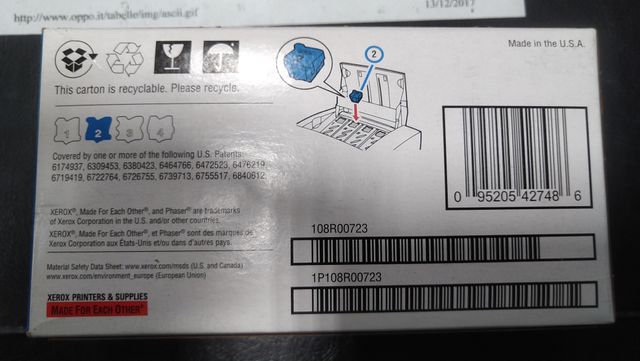 http://www.oppo.it/tabelle/img/ascii.gif
13/12/2017
Made in the U.S.A.
2
This carton is recyclable. Please recycle.
1 2 3 4
Covered by one or more of the following U.S. Patents:
6174937, 6309453, 6380423, 6464766, 6472523, 6476219
6719419, 6722764, 6726755, 6739713, 6755517, 6840612
0 95205 42748 6
XEROX®, Made For Each Other®, and Phaser® are trademarks
of Xerox Corporation in the U.S. and/or other countries.
XEROX®, Made For Each Other®, et Phaser® sont des marques de
Xerox Corporation aux États-Unis et/ou dans d'autres pays.
108R00723
Material Safety Data Sheet: www.xerox.com/msds (U.S. and Canada)
www.xerox.com/environment_europe (European Union)
1P108R00723
XEROX PRINTERS & SUPPLIES
MADE FOR EACH OTHER®